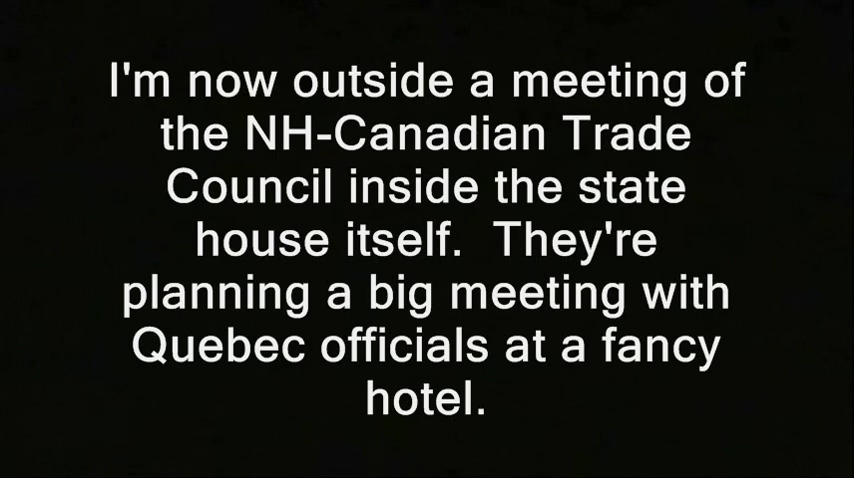 I'm now outside a meeting of
the NH-Canadian Trade
Council inside the state
house itself.  They're
planning a big meeting with
Quebec officials at a fancy
hotel.